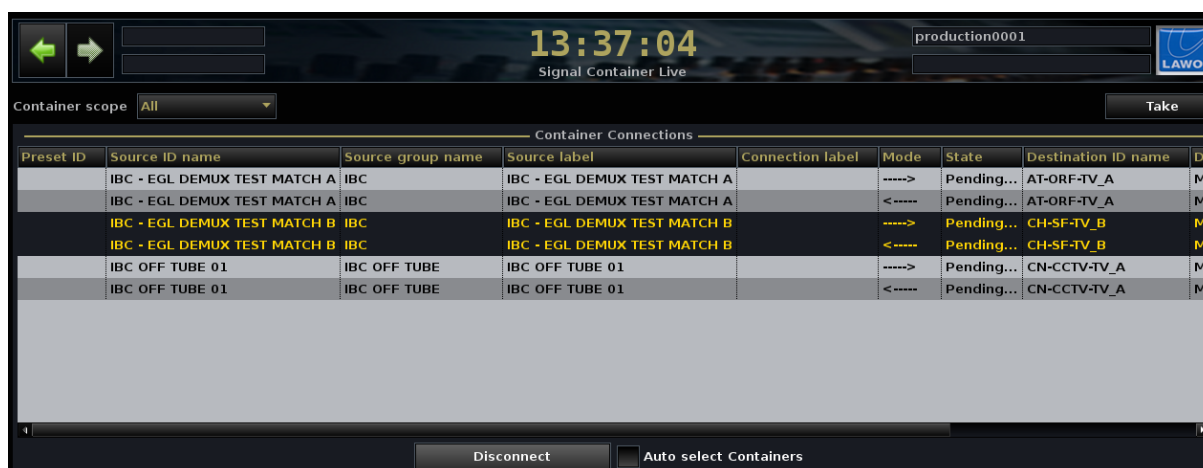 13:37:04
production0001
Signal Container Live
LAWO
Container scope All Take
Container Connections
Preset ID Source ID name Source group name Source label Connection label Mode State Destination ID name D
IBC - EGL DEMUX TEST MATCH A IBC IBC - EGL DEMUX TEST MATCH A -----> Pending... AT-ORF-TV_A M
IBC - EGL DEMUX TEST MATCH A IBC IBC - EGL DEMUX TEST MATCH A <----- Pending... AT-ORF-TV_A M
IBC - EGL DEMUX TEST MATCH B IBC IBC - EGL DEMUX TEST MATCH B -----> Pending... CH-SF-TV_B M
IBC - EGL DEMUX TEST MATCH B IBC IBC - EGL DEMUX TEST MATCH B <----- Pending... CH-SF-TV_B M
IBC OFF TUBE 01 IBC OFF TUBE IBC OFF TUBE 01 -----> Pending... CN-CCTV-TV_A M
IBC OFF TUBE 01 IBC OFF TUBE IBC OFF TUBE 01 <----- Pending... CN-CCTV-TV_A M
Disconnect Auto select Containers